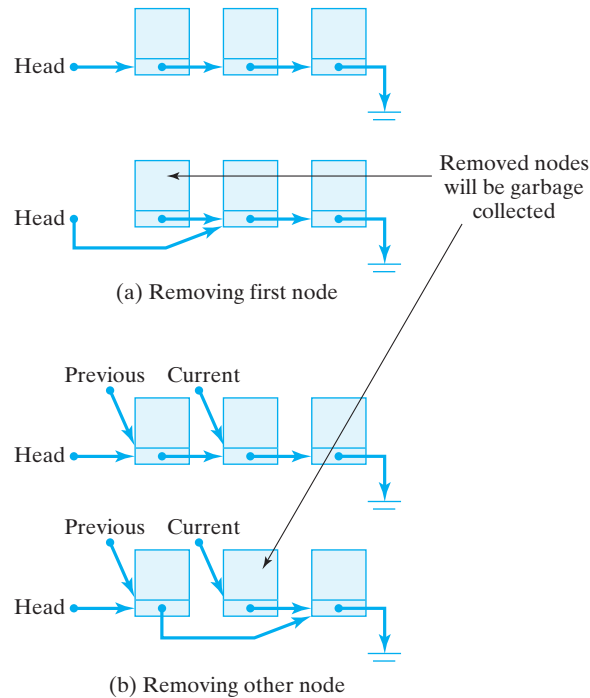 Head
Removed nodes
will be garbage
collected
Head
(a) Removing first node
Previous Current
Head
Previous Current
Head
(b) Removing other node